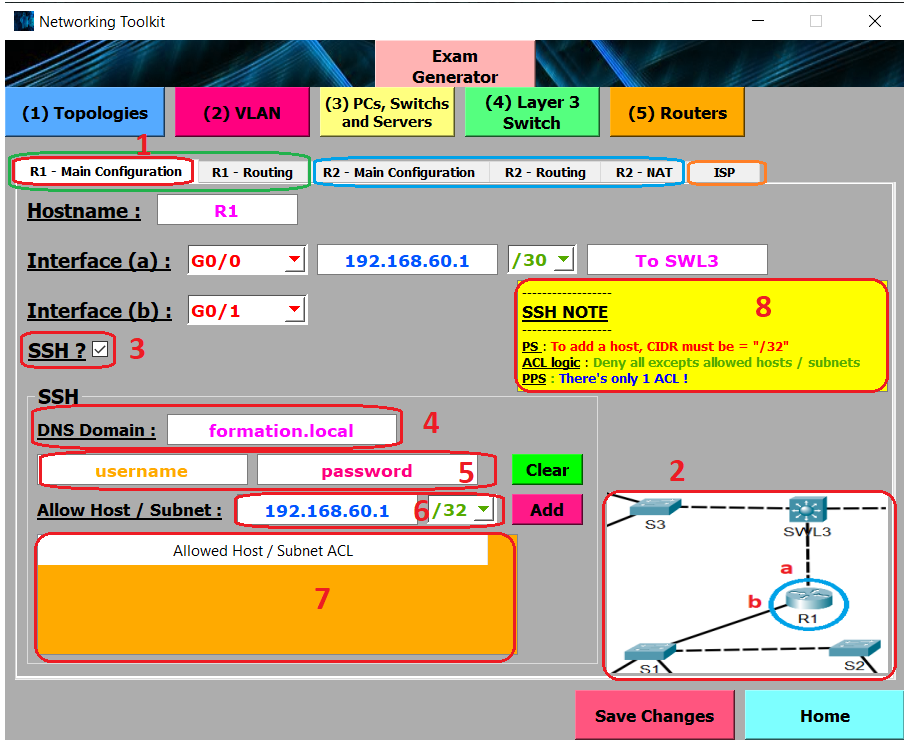 Networking Toolkit
Exam
Generator
(1) Topologies
(2) VLAN
(3) PCs, Switchs
and Servers
(4) Layer 3
Switch
(5) Routers
1
R1 - Main Configuration
R1 - Routing
R2 - Main Configuration
R2 - Routing
R2 - NAT
ISP
Hostname :
R1
Interface (a) :
G0/0
192.168.60.1
/30
To SWL3
Interface (b) :
G0/1
--------------------
SSH NOTE
--------------------
8
PS : To add a host, CIDR must be = "/32"
ACL logic : Deny all excepts allowed hosts / subnets
PPS : There's only 1 ACL !
SSH ?
3
SSH
DNS Domain :
formation.local
4
username
password
5
Clear
Allow Host / Subnet :
192.168.60.1
6
/32
Add
Allowed Host / Subnet ACL
7
2
S3
SWL3
a
b
R1
S1
S2
Save Changes
Home